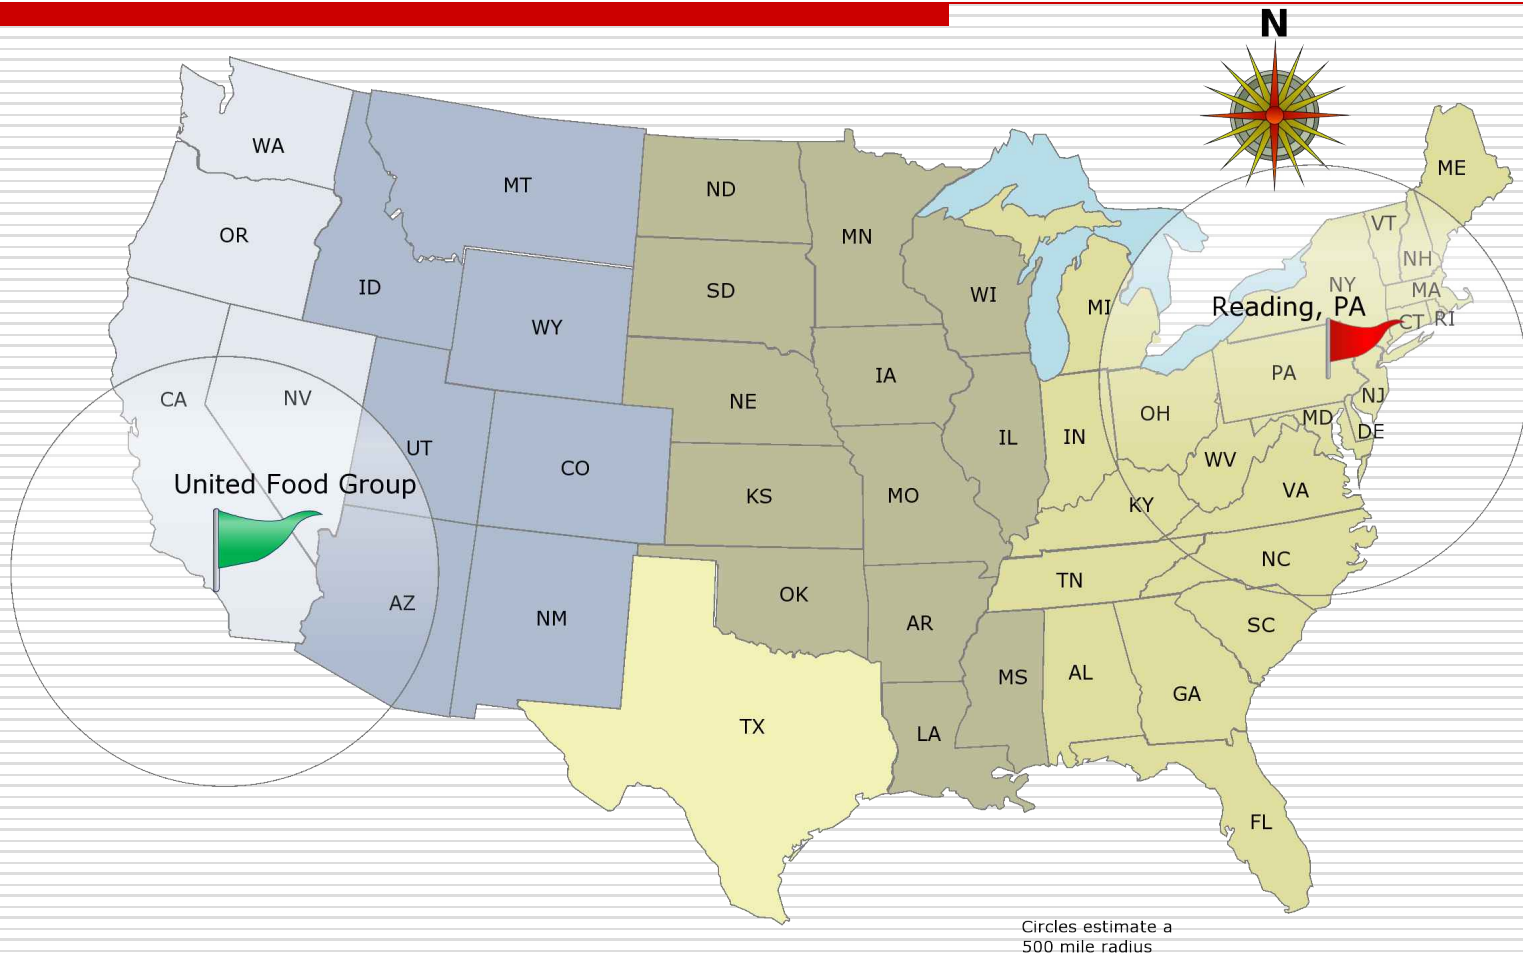 N
WA
MT
ME
OR
ND
MN
VT
NH
ID
SD
WI
MI
NY
MA
Reading, PA
CT
RI
WY
CA
NV
NE
IA
PA
NJ
UT
CO
IL
IN
OH
MD
DE
WV
United Food Group
KS
MO
KY
VA
AZ
NM
OK
AR
TN
NC
SC
TX
LA
MS
AL
GA
FL
Circles estimate a
500 mile radius